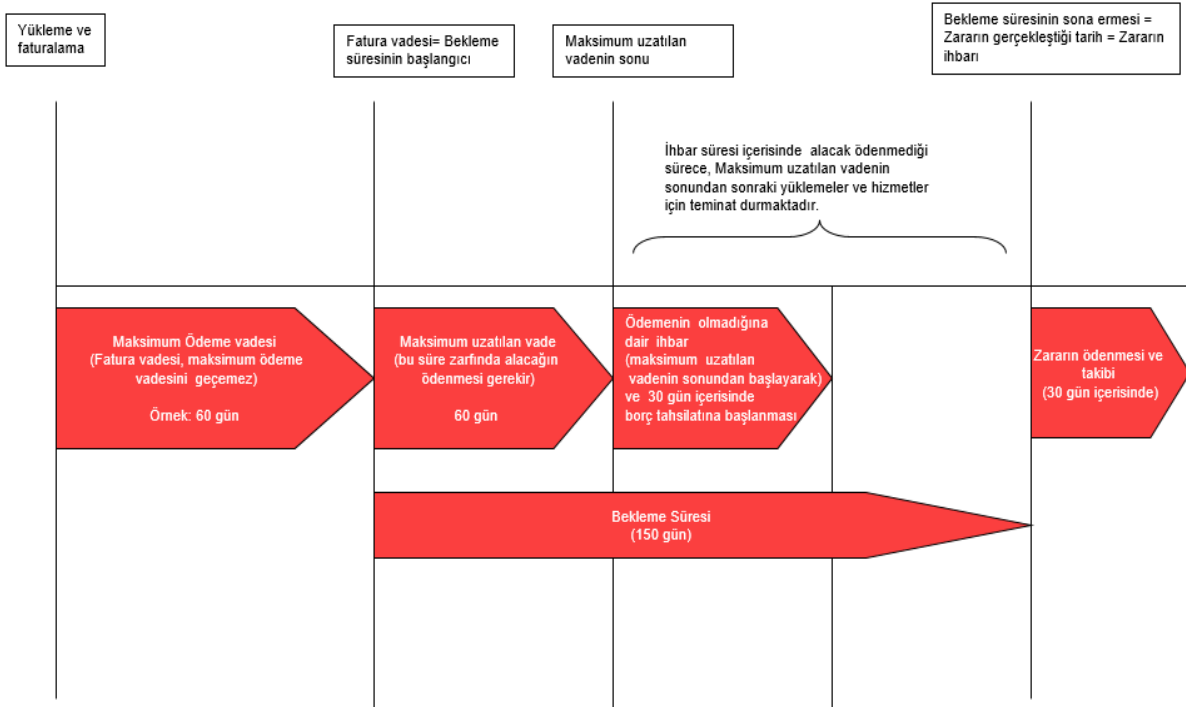 Yükleme ve
faturalama
Fatura vadesi= Bekleme
süresinin başlangıcı
Maksimum uzatılan
vadenin sonu
Bekleme süresinin sona ermesi =
Zararın gerçekleştiği tarih = Zararın
ihbarı
İhbar süresi içerisinde alacak ödenmediği
sürece, Maksimum uzatılan vadenin
sonundan sonraki yüklemeler ve hizmetler
için teminat durmaktadır.
Maksimum Ödeme vadesi
(Fatura vadesi, maksimum ödeme
vadesini geçemez)
Örnek: 60 gün
Maksimum uzatılan vade
(bu süre zarfında alacağın
ödenmesi gerekir)
60 gün
Ödemenin olmadığına
dair ihbar
(maksimum uzatılan
vadenin sonundan başlayarak)
ve 30 gün içerisinde
borç tahsilatına başlanması
Zararın ödenmesi ve
takibi
(30 gün içerisinde)
Bekleme Süresi
(150 gün)